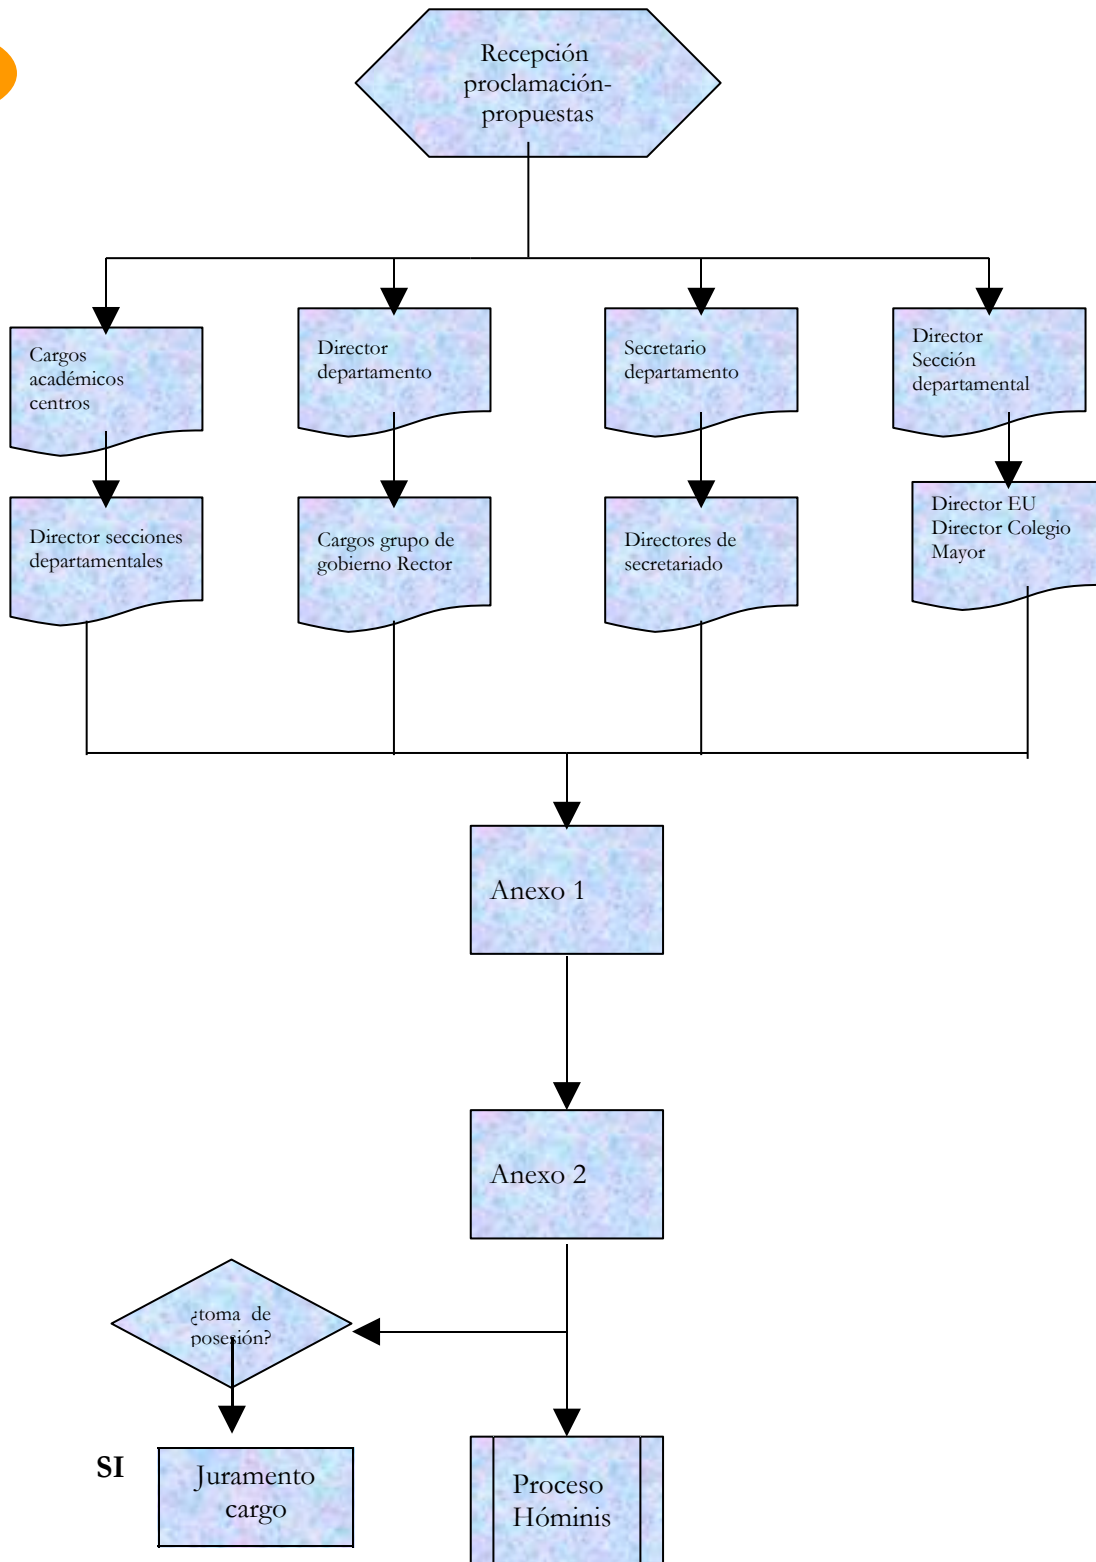 Recepción
proclamación-
propuestas
Cargos
académicos
centros
Director
departamento
Secretario
departamento
Director
Sección
departamental
Director secciones
departamentales
Cargos grupo de
gobierno Rector
Directores de
secretariado
Director EU
Director Colegio
Mayor
Anexo 1
Anexo 2
¿toma de
posesión?
SI
Juramento
cargo
Proceso
Hóminis